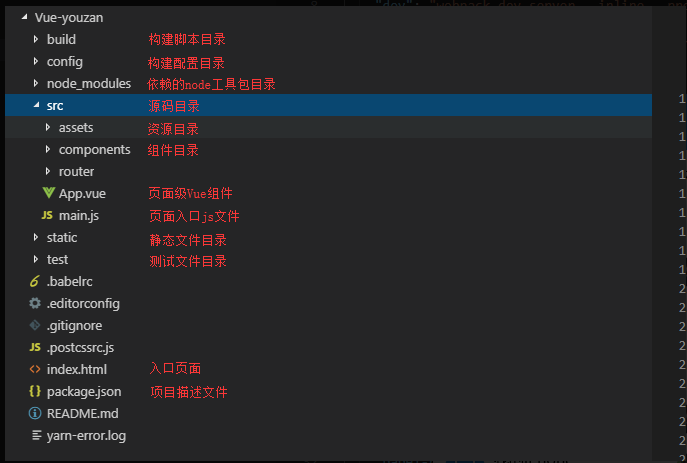 Vue-youzan
build 构建脚本目录
config 构建配置目录
node_modules 依赖的node工具包目录
src 源码目录
assets 资源目录
components 组件目录
router
App.vue 页面级Vue组件
JS main.js 页面入口js文件
static 静态文件目录
test 测试文件目录
.babelrc
.editorconfig
.gitignore
JS .postcssrc.js
index.html 入口页面
package.json 项目描述文件
README.md
yarn-error.log